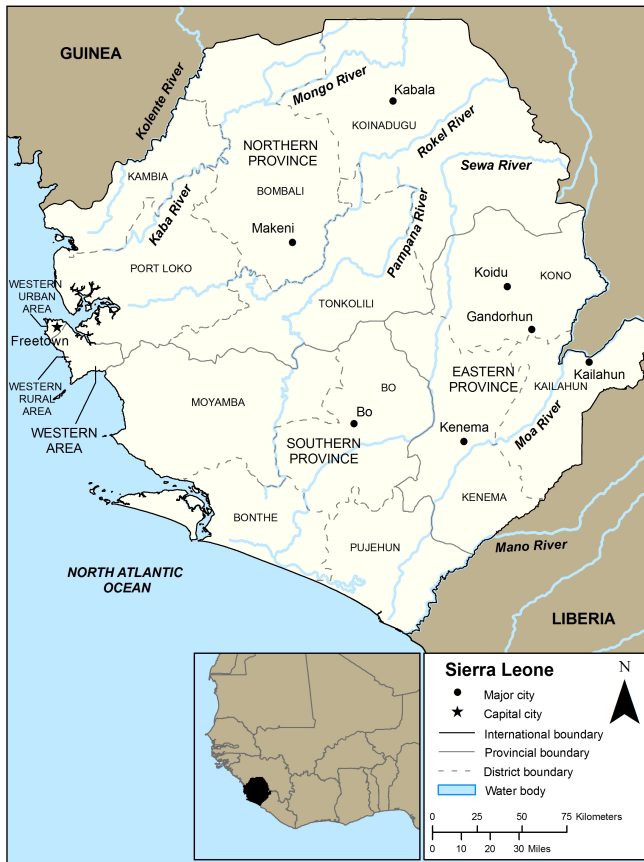 GUINEA
Kolente River
Mongo River
Kabala
KOINADUGU
Rokel River
NORTHERN
PROVINCE
Sewa River
KAMBIA
BOMBALI
Kaba River
Makeni
Pampana River
PORT LOKO
Koidu
KONO
WESTERN
URBAN
AREA
TONKOLILI
Gandorhun
Freetown
EASTERN
PROVINCE
Kailahun
KAILAHUN
WESTERN
RURAL
AREA
MOYAMBA
BO
Bo
WESTERN
AREA
SOUTHERN
PROVINCE
Kenema
Moa River
KENEMA
BONTHE
PUJEHUN
Mano River
NORTH ATLANTIC
OCEAN
LIBERIA
Sierra Leone
N
Major city
Capital city
International boundary
Provincial boundary
District boundary
Water body
0 25 50 75 Kilometers
0 10 20 30 Miles